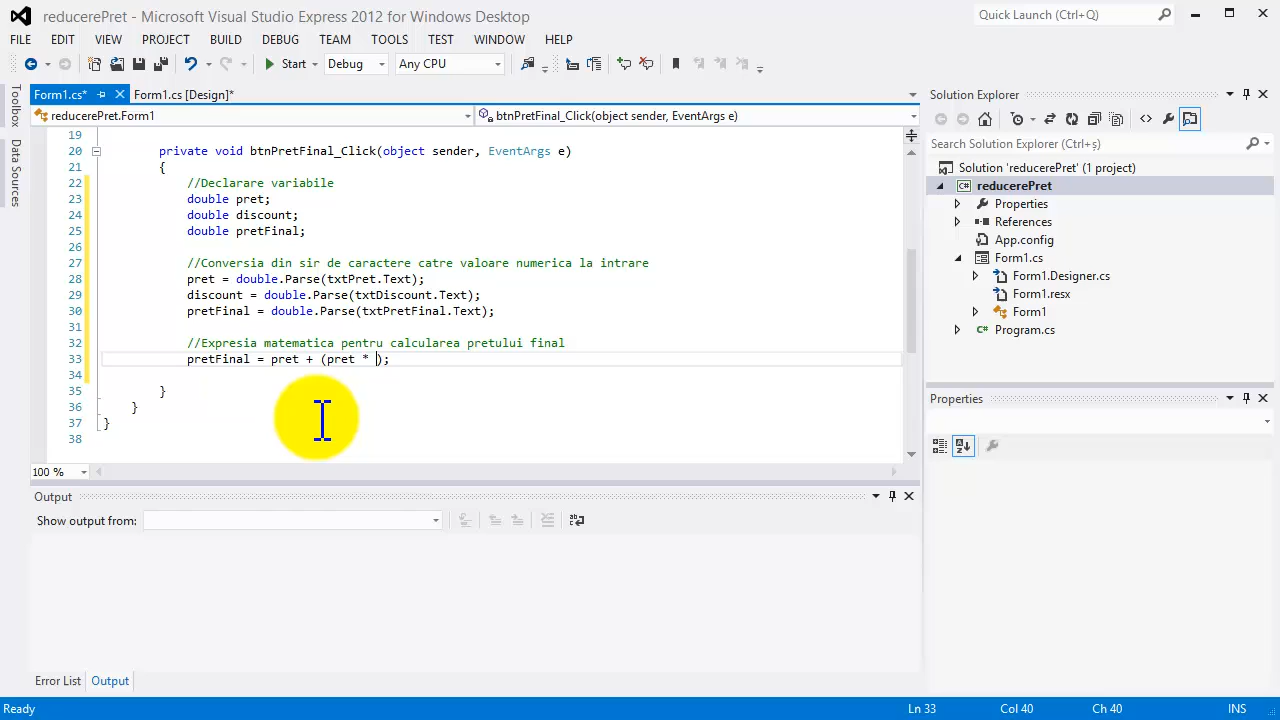 reducerePret - Microsoft Visual Studio Express 2012 for Windows Desktop
Quick Launch (Ctrl+Q)
FILE EDIT VIEW PROJECT BUILD DEBUG TEAM TOOLS TEST WINDOW HELP
Start Debug Any CPU
Form1.cs* Form1.cs [Design]*
reducerePret.Form1 btnPretFinal_Click(object sender, EventArgs e)
Toolbox
Data Sources
19
20 private void btnPretFinal_Click(object sender, EventArgs e)
21 {
22 //Declarare variabile
23 double pret;
24 double discount;
25 double pretFinal;
26
27 //Conversia din sir de caractere catre valoare numerica la intrare
28 pret = double.Parse(txtPret.Text);
29 discount = double.Parse(txtDiscount.Text);
30 pretFinal = double.Parse(txtPretFinal.Text);
31
32 //Expresia matematica pentru calcularea pretului final
33 pretFinal = pret + (pret * );
34
35 }
36 }
37 }
38
100 %
Output
Show output from:
Error List Output
Solution Explorer
Search Solution Explorer (Ctrl+ș)
Solution 'reducerePret' (1 project)
reducerePret
Properties
References
App.config
Form1.cs
Form1.Designer.cs
Form1.resx
Form1
Program.cs
Properties
Ready Ln 33 Col 40 Ch 40 INS